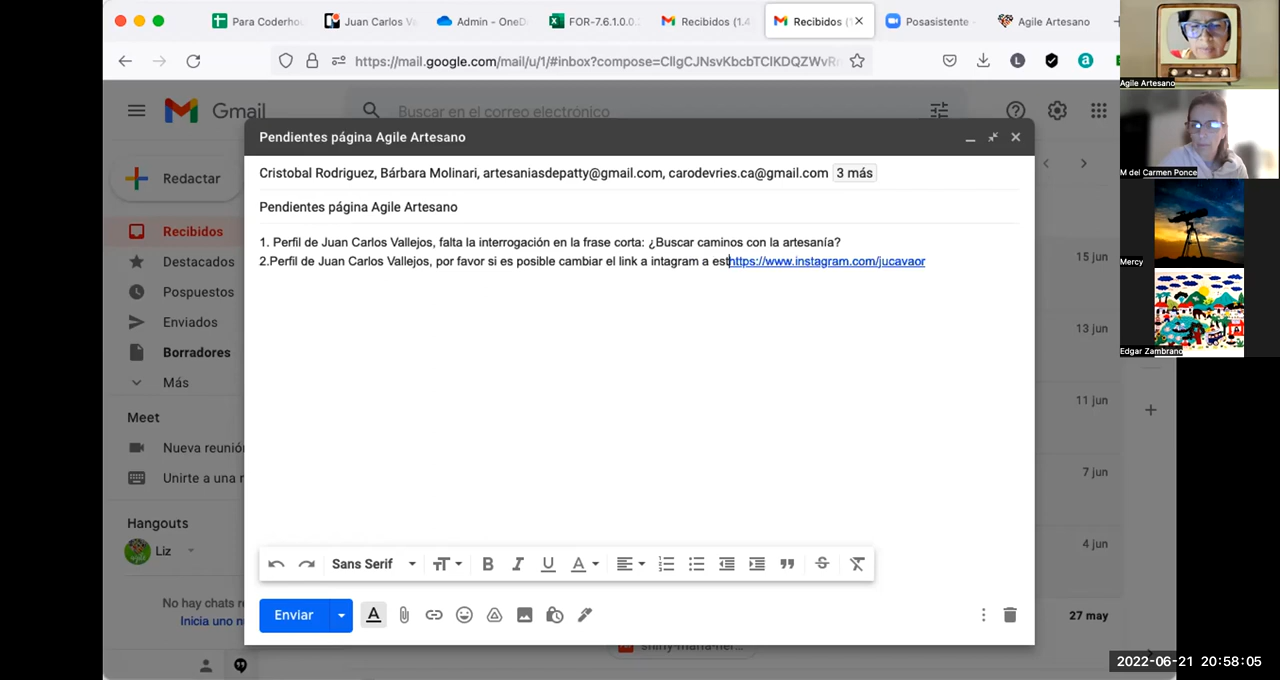 Para Coderho
Juan Carlos V
Admin - OneD
FOR-7.6.1.0.0
Recibidos (1.4
Recibidos (1
Posasistente -
Agile Artesano
https://mail.google.com/mail/u/1/#inbox?compose=CllgCJNsvKbcbTClKDQZWvR
Gmail
Buscar en el correo electrónico
Redactar
Recibidos
Destacados
Pospuestos
Enviados
Borradores
Más
Meet
Nueva reunión
Unirte a una r
Hangouts
Liz
No hay chats re
Inicia uno nu
Pendientes página Agile Artesano
Cristobal Rodriguez, Bárbara Molinari, artesaniasdepatty@gmail.com, carodevries.ca@gmail.com 3 más
Pendientes página Agile Artesano
1. Perfil de Juan Carlos Vallejos, falta la interrogación en la frase corta: ¿Buscar caminos con la artesanía?
2.Perfil de Juan Carlos Vallejos, por favor si es posible cambiar el link a intagram a esthttps://www.instagram.com/jucavaor
Sans Serif
Enviar
15 jun
13 jun
11 jun
7 jun
4 jun
27 may
Agile Artesano
M del Carmen Ponce
Mercy
Edgar Zambrano
2022-06-21 20:58:05